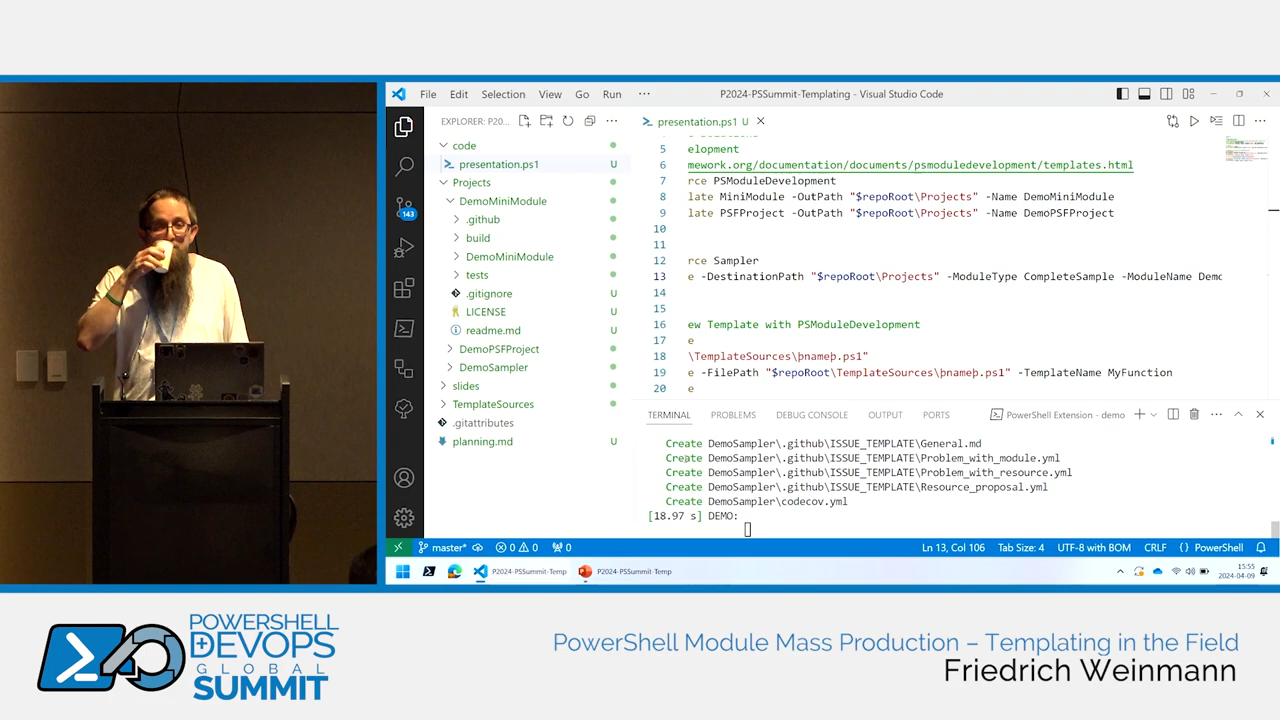 File Edit Selection View Go Run ··· P2024-PSSummit-Templating - Visual Studio Code
EXPLORER: P20... ···
presentation.ps1 U
code
presentation.ps1 U
Projects
DemoMiniModule
.github
build
DemoMiniModule
tests
.gitignore U
LICENSE U
readme.md U
DemoPSFProject
DemoSampler
slides
TemplateSources
.gitattributes
planning.md U
143
5 elopment
6 mework.org/documentation/documents/psmoduledevelopment/templates.html
7 rce PSModuleDevelopment
8 late MiniModule -OutPath "$repoRoot\Projects" -Name DemoMiniModule
9 late PSFProject -OutPath "$repoRoot\Projects" -Name DemoPSFProject
10
11
12 rce Sampler
13 e -DestinationPath "$repoRoot\Projects" -ModuleType CompleteSample -ModuleName Demo
14
15
16 ew Template with PSModuleDevelopment
17 e
18 \TemplateSources\þnameþ.ps1"
19 e -FilePath "$repoRoot\TemplateSources\þnameþ.ps1" -TemplateName MyFunction
20 e
TERMINAL PROBLEMS DEBUG CONSOLE OUTPUT PORTS PowerShell Extension - demo
Create DemoSampler\.github\ISSUE_TEMPLATE\General.md
Create DemoSampler\.github\ISSUE_TEMPLATE\Problem_with_module.yml
Create DemoSampler\.github\ISSUE_TEMPLATE\Problem_with_resource.yml
Create DemoSampler\.github\ISSUE_TEMPLATE\Resource_proposal.yml
Create DemoSampler\codecov.yml
[18.97 s] DEMO:
master* 0 0 0 Ln 13, Col 106 Tab Size: 4 UTF-8 with BOM CRLF {} PowerShell
P2024-PSSummit-Temp P2024-PSSummit-Temp 15:55
2024-04-09
POWERSHELL
DEVOPS
GLOBAL
SUMMIT
PowerShell Module Mass Production – Templating in the Field
Friedrich Weinmann